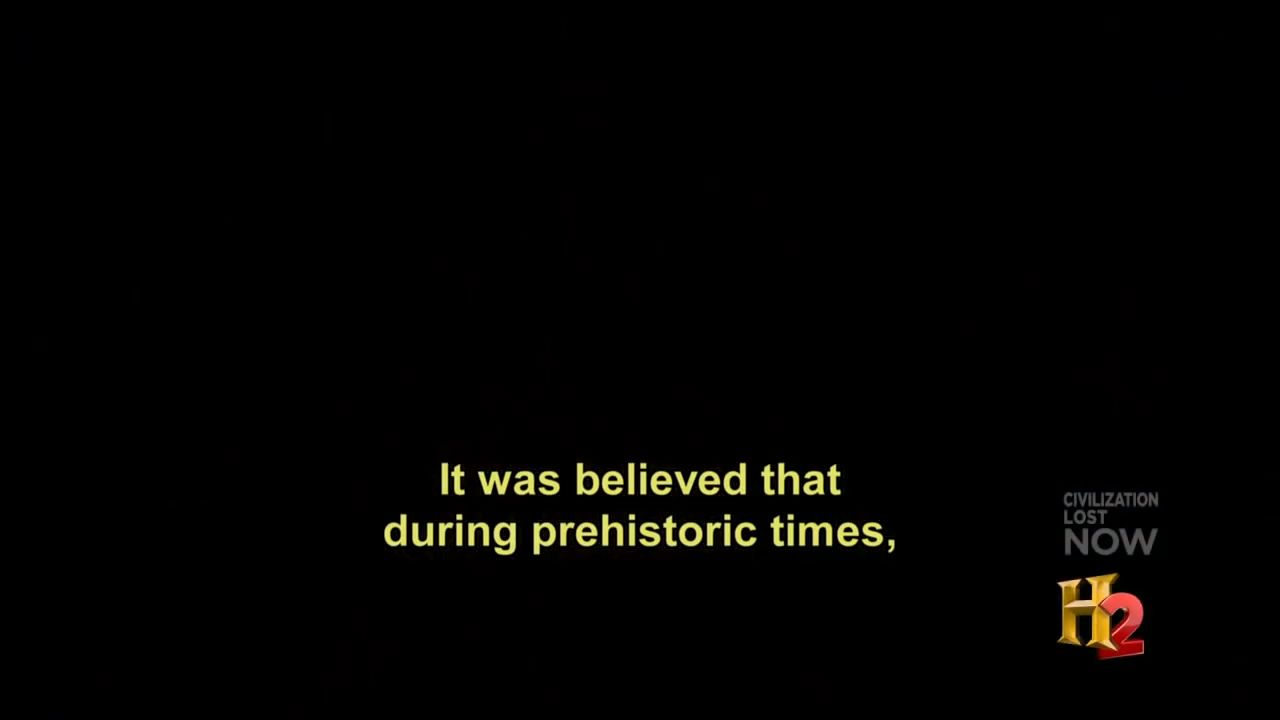 It was believed that
during prehistoric times,
CIVILIZATION
LOST
NOW
H2